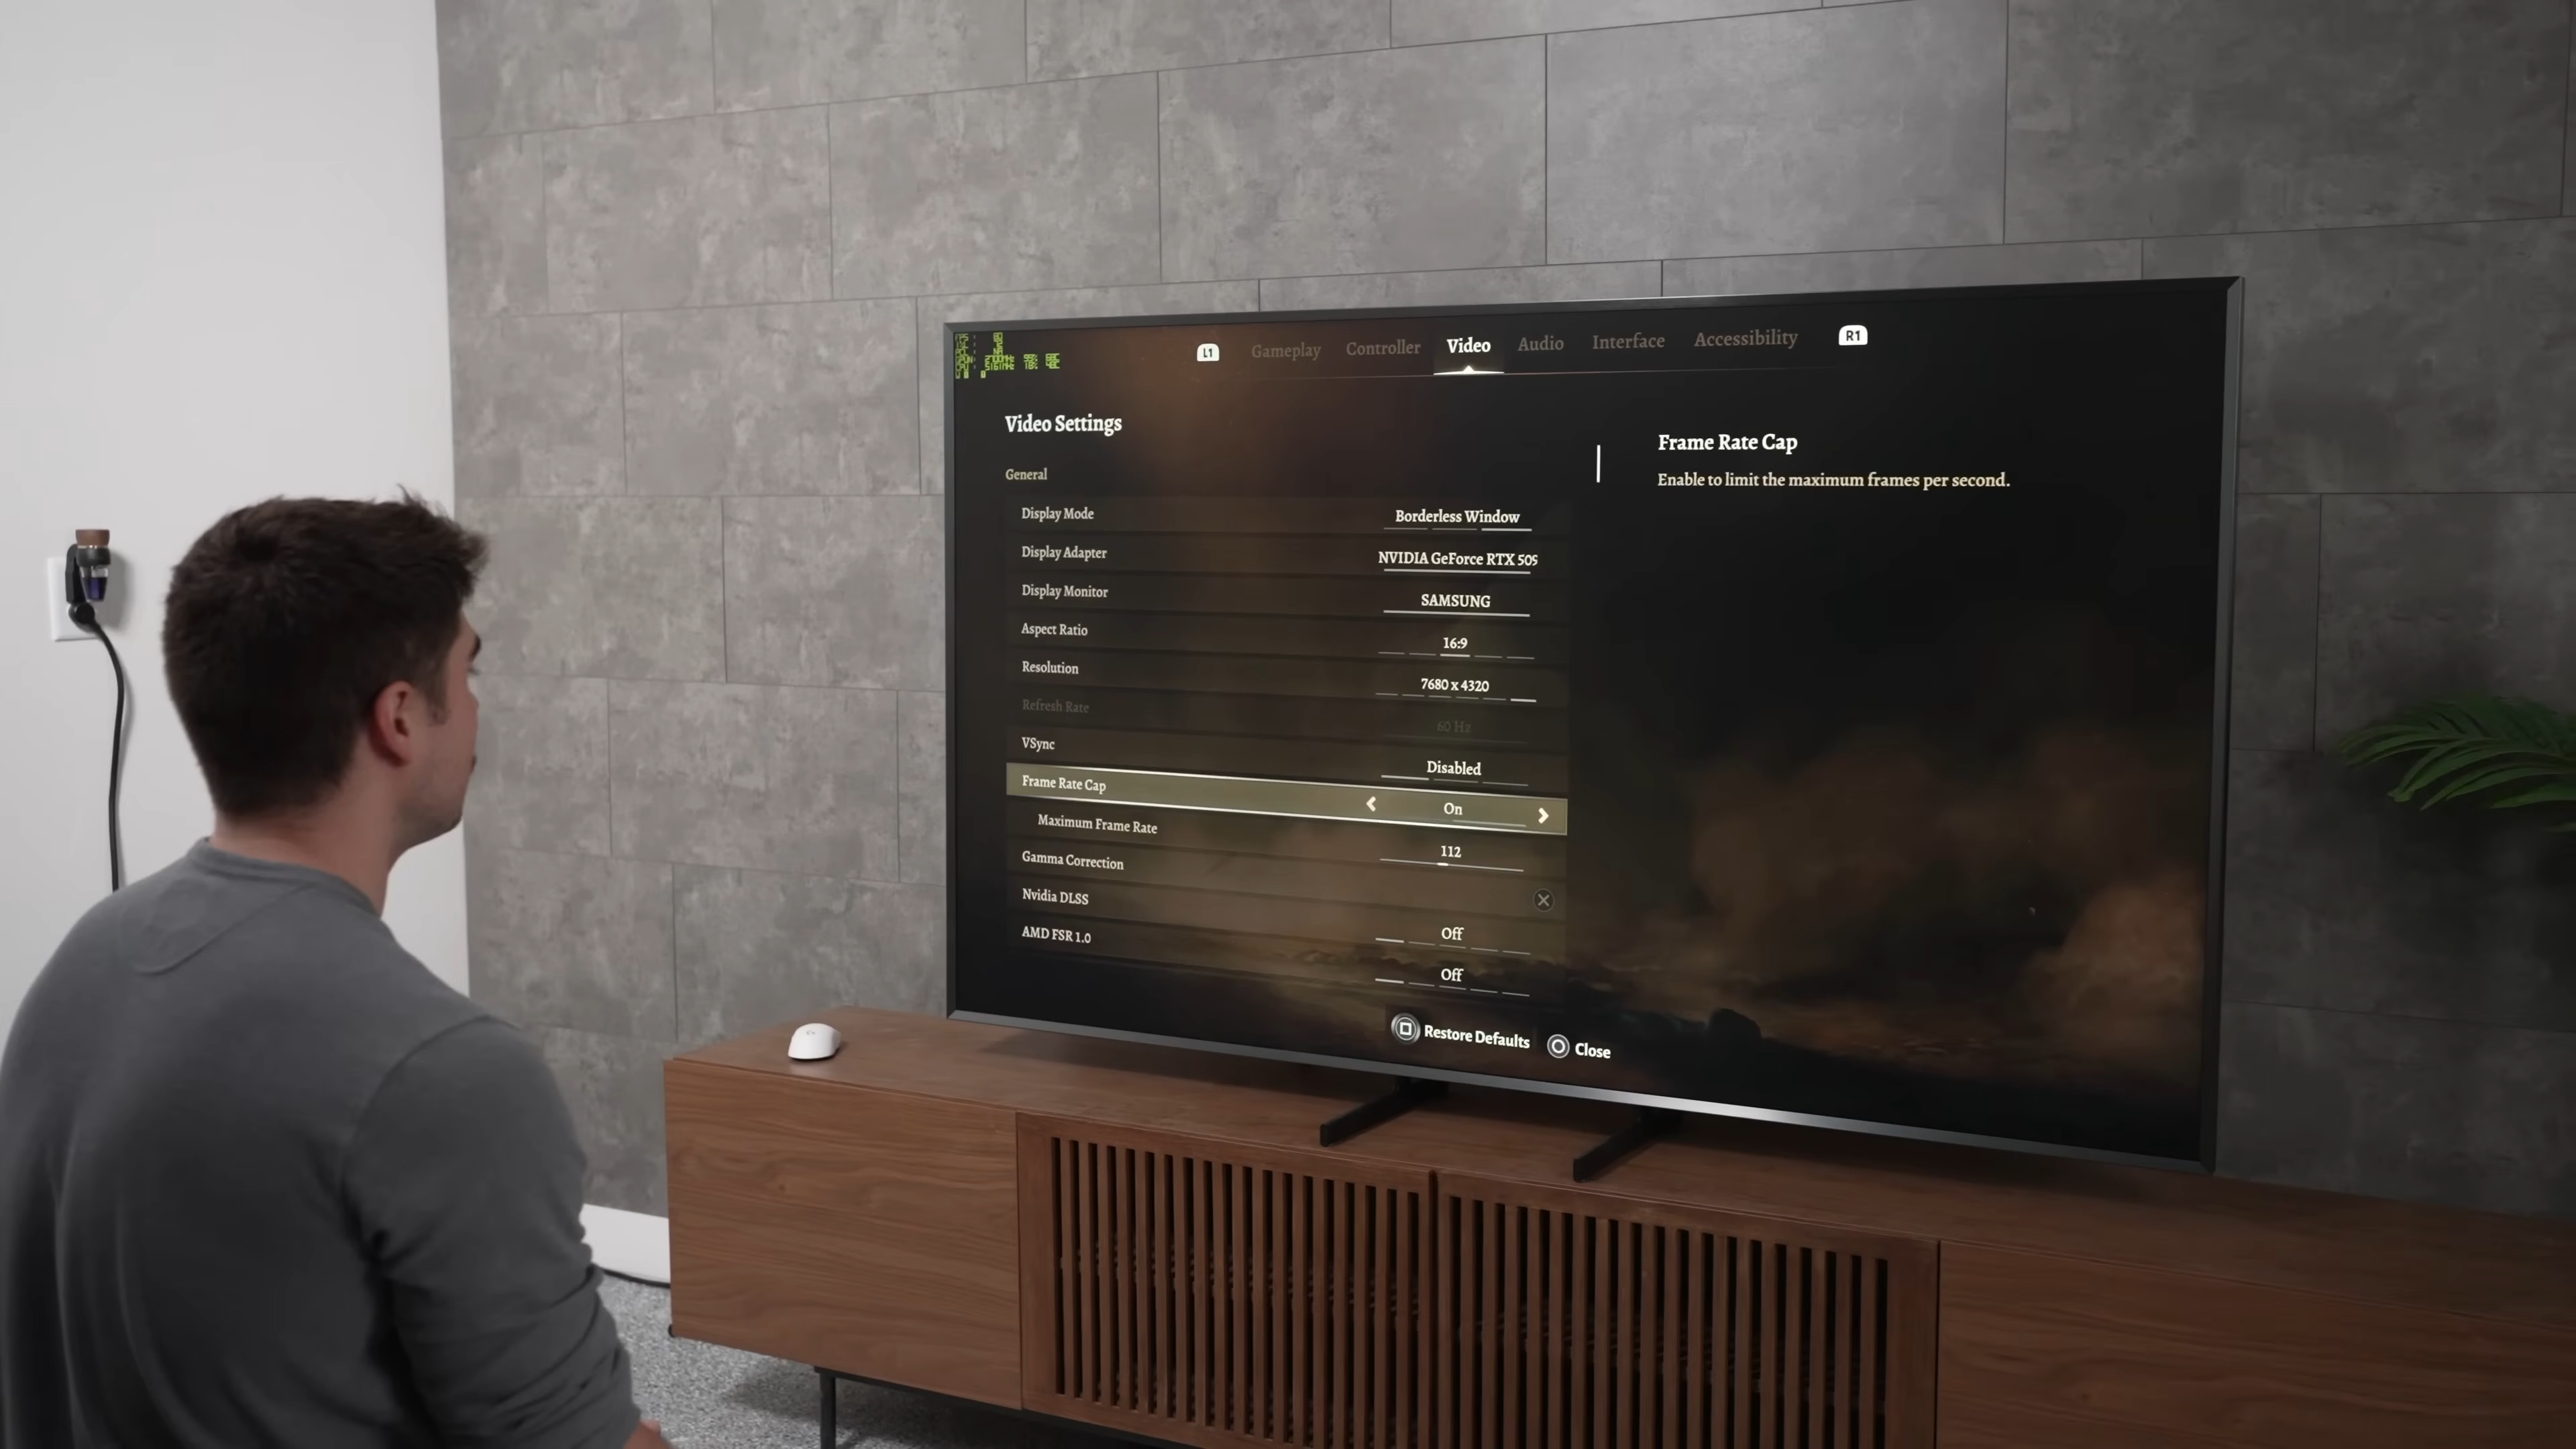 L1 Gameplay Controller Video Audio Interface Accessibility R1
Video Settings
General
Display Mode Borderless Window
Display Adapter NVIDIA GeForce RTX 509
Display Monitor SAMSUNG
Aspect Ratio 16:9
Resolution 7680 x 4320
Refresh Rate 60 Hz
VSync Disabled
Frame Rate Cap On
Maximum Frame Rate 112
Gamma Correction
Nvidia DLSS Off
AMD FSR 1.0 Off
Frame Rate Cap
Enable to limit the maximum frames per second.
Restore Defaults Close